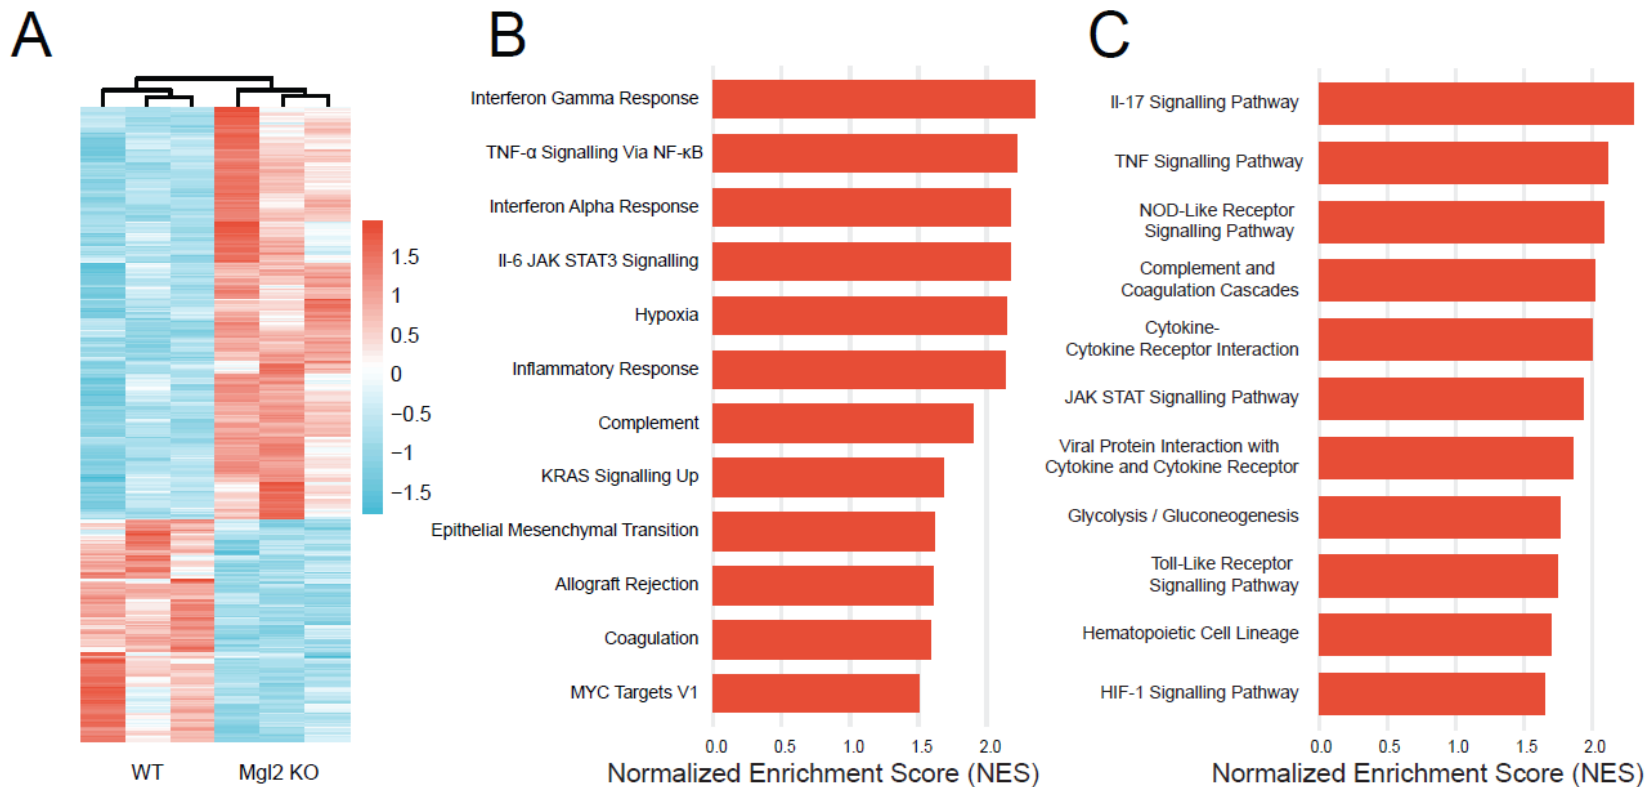 A
1.5
1
0.5
0
−0.5
−1
−1.5
WT
Mgl2 KO
B
Interferon Gamma Response
TNF-α Signalling Via NF-κB
Interferon Alpha Response
Il-6 JAK STAT3 Signalling
Hypoxia
Inflammatory Response
Complement
KRAS Signalling Up
Epithelial Mesenchymal Transition
Allograft Rejection
Coagulation
MYC Targets V1
0.0 0.5 1.0 1.5 2.0
Normalized Enrichment Score (NES)
C
Il-17 Signalling Pathway
TNF Signalling Pathway
NOD-Like Receptor
Signalling Pathway
Complement and
Coagulation Cascades
Cytokine-
Cytokine Receptor Interaction
JAK STAT Signalling Pathway
Viral Protein Interaction with
Cytokine and Cytokine Receptor
Glycolysis / Gluconeogenesis
Toll-Like Receptor
Signalling Pathway
Hematopoietic Cell Lineage
HIF-1 Signalling Pathway
0.0 0.5 1.0 1.5 2.0
Normalized Enrichment Score (NES)